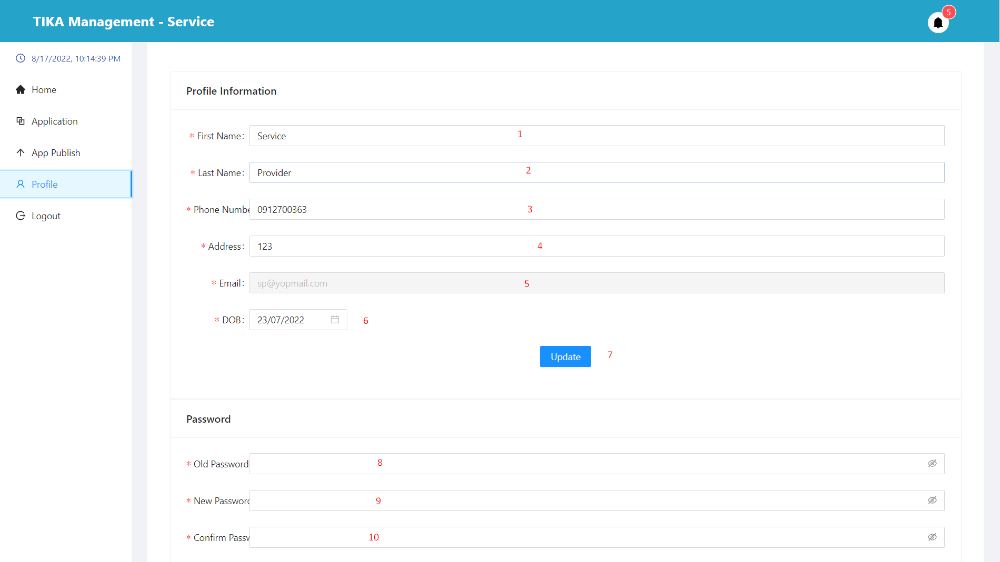 TIKA Management - Service
5
8/17/2022, 10:14:39 PM
Home
Application
App Publish
Profile
Logout
Profile Information
* First Name: Service 1
* Last Name: Provider 2
* Phone Numbe 0912700363 3
* Address: 123 4
* Email: sp@yopmail.com 5
* DOB: 23/07/2022 6
Update 7
Password
* Old Password 8
* New Password 9
* Confirm Passw 10